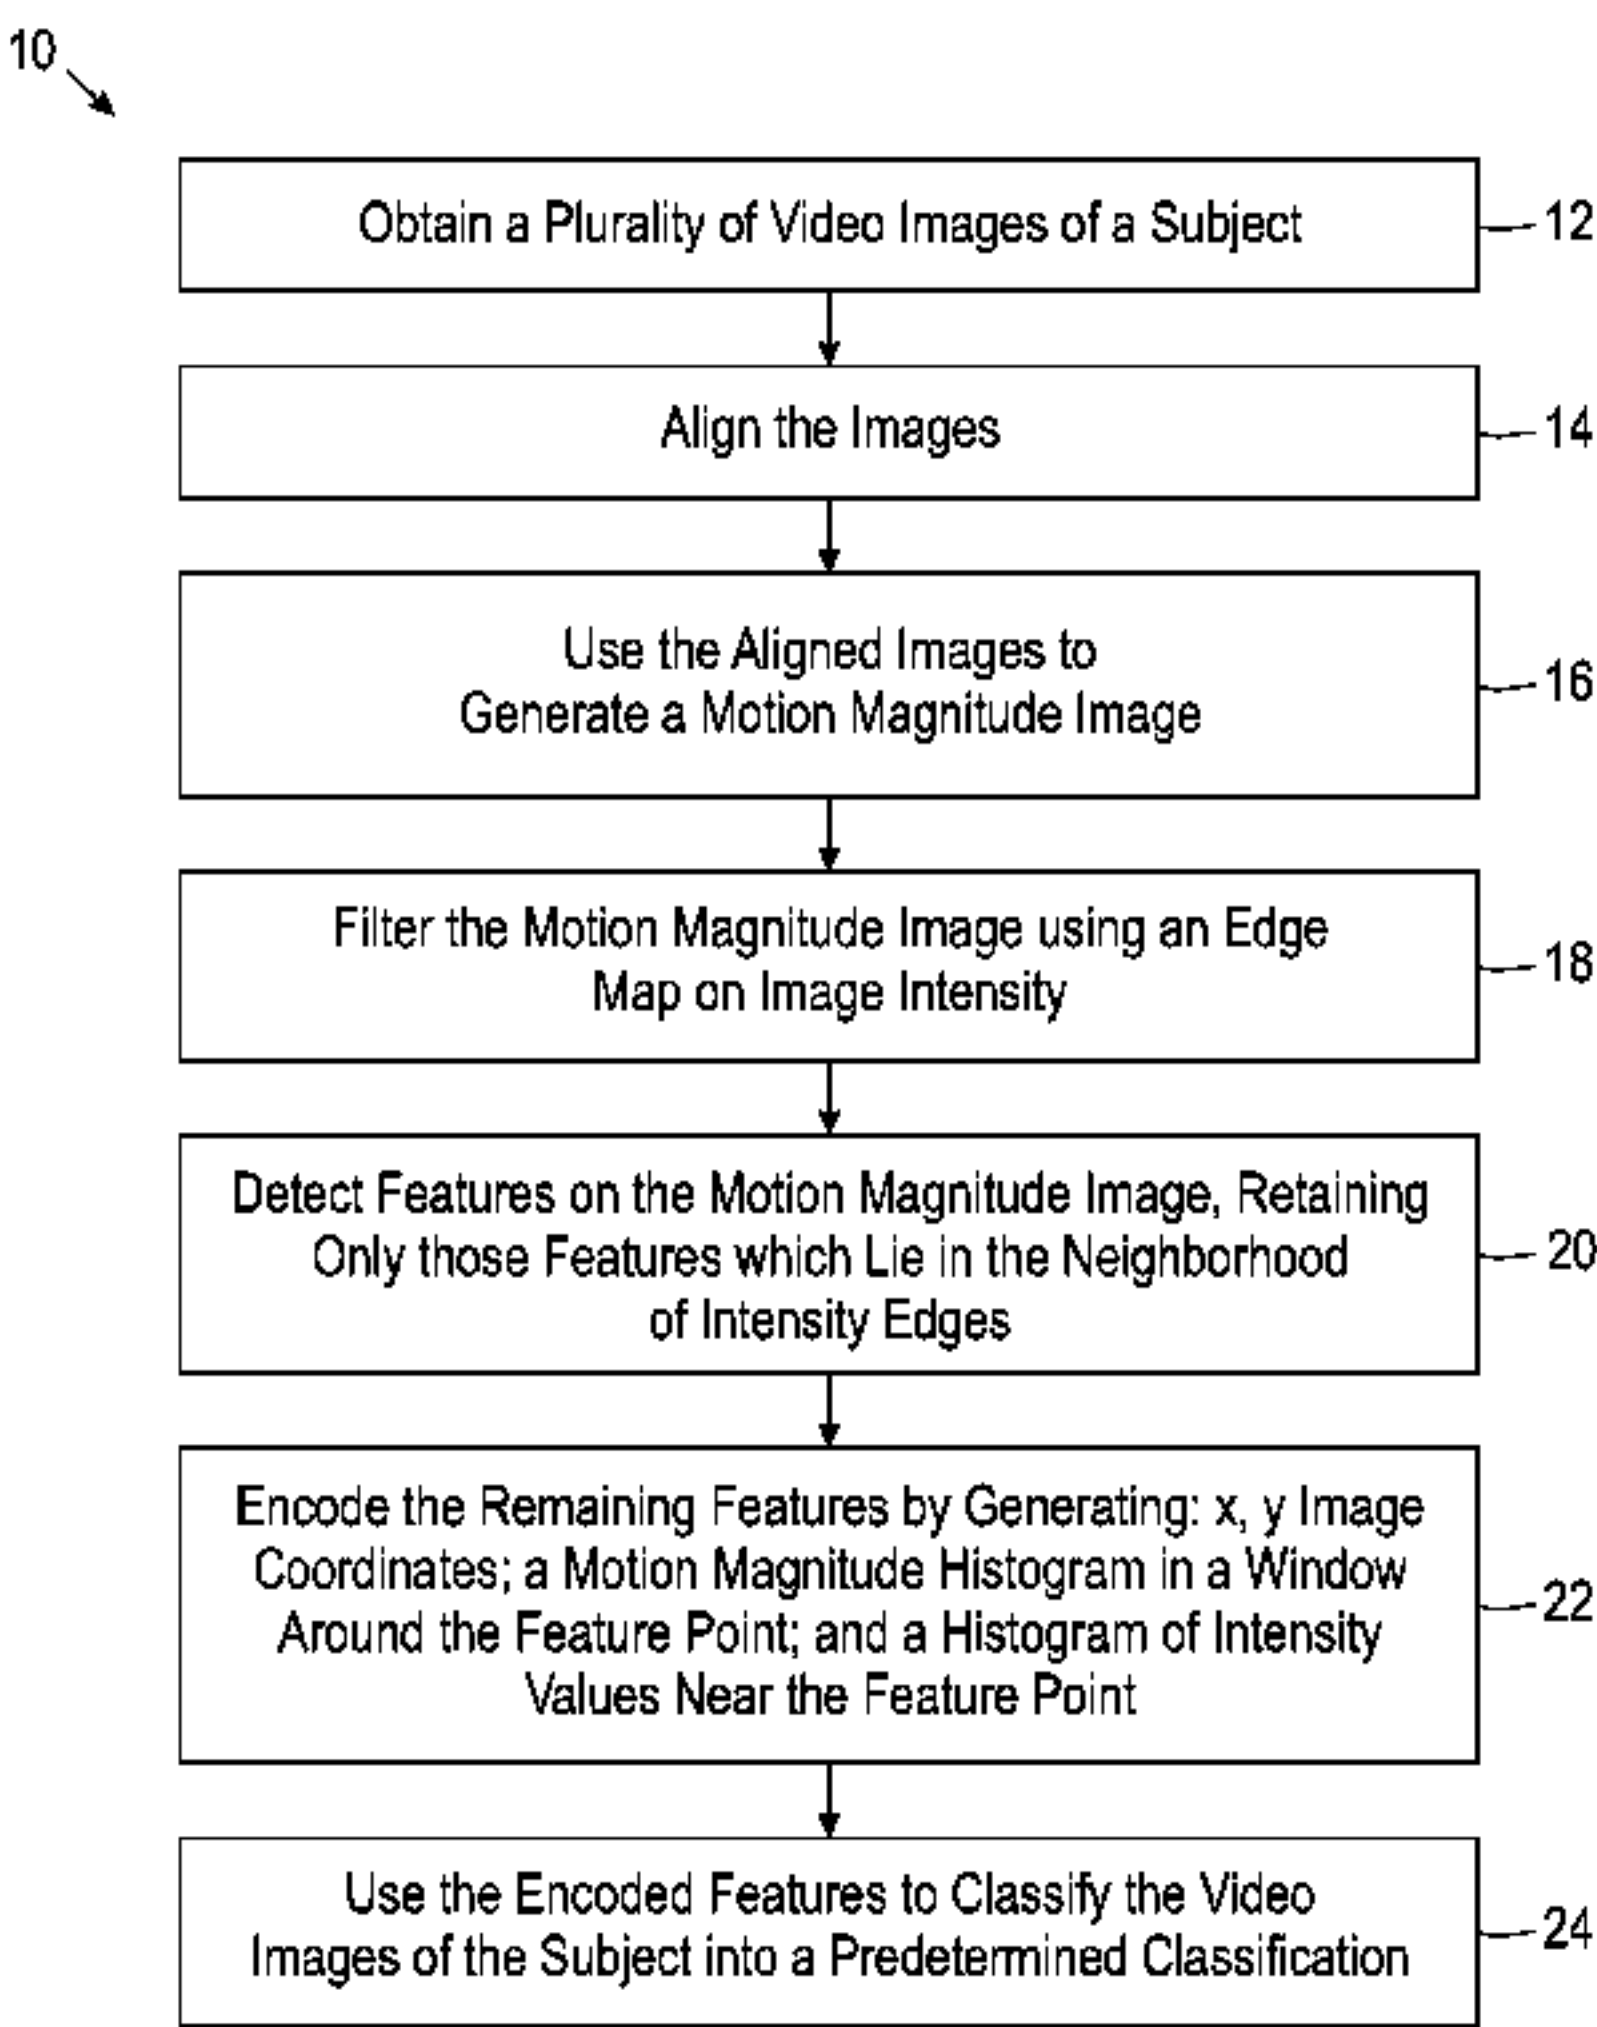 10
Obtain a Plurality of Video Images of a Subject
12
Align the Images
14
Use the Aligned Images to
Generate a Motion Magnitude Image
16
Filter the Motion Magnitude Image using an Edge
Map on Image Intensity
18
Detect Features on the Motion Magnitude Image, Retaining
Only those Features which Lie in the Neighborhood
of Intensity Edges
20
Encode the Remaining Features by Generating: x, y Image
Coordinates; a Motion Magnitude Histogram in a Window
Around the Feature Point; and a Histogram of Intensity
Values Near the Feature Point
22
Use the Encoded Features to Classify the Video
Images of the Subject into a Predetermined Classification
24